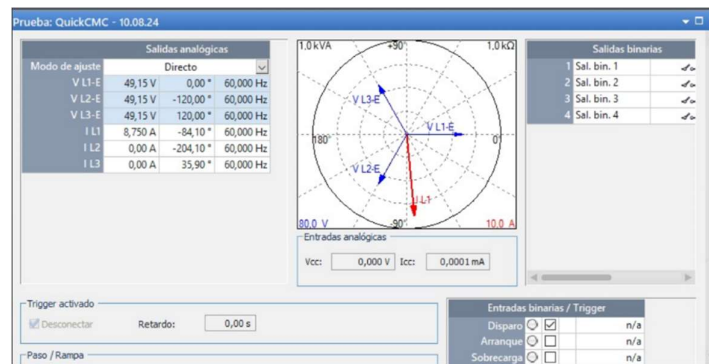 Prueba: QuickCMC - 10.08.24
Salidas analógicas
Modo de ajuste Directo
V L1-E 49,15 V 0,00 ° 60,000 Hz
V L2-E 49,15 V -120,00 ° 60,000 Hz
V L3-E 49,15 V 120,00 ° 60,000 Hz
I L1 8,750 A -84,10 ° 60,000 Hz
I L2 0,00 A -204,10 ° 60,000 Hz
I L3 0,00 A 35,90 ° 60,000 Hz
1,0 kVA +90° 1,0 kΩ
V L3-E
V L1-E
180° 0°
V L2-E
I L1
80,0 V -90° 10,0 A
Entradas analógicas
Vcc: 0,000 V Icc: 0,0001 mA
Salidas binarias
1 Sal. bin. 1
2 Sal. bin. 2
3 Sal. bin. 3
4 Sal. bin. 4
Trigger activado
Desconectar Retardo: 0,00 s
Paso / Rampa
Entradas binarias / Trigger
Disparo n/a
Arranque n/a
Sobrecarga n/a